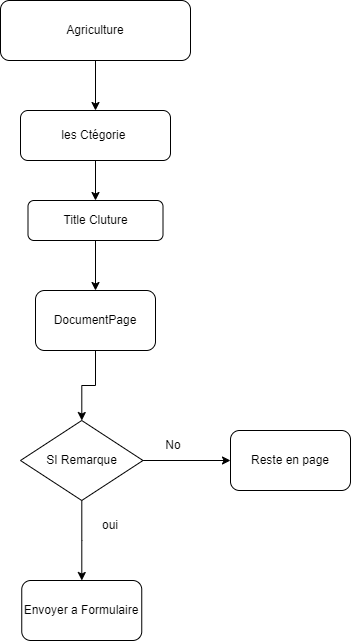 Agriculture
les Ctégorie
Title Cluture
DocumentPage
SI Remarque
No
Reste en page
oui
Envoyer a Formulaire